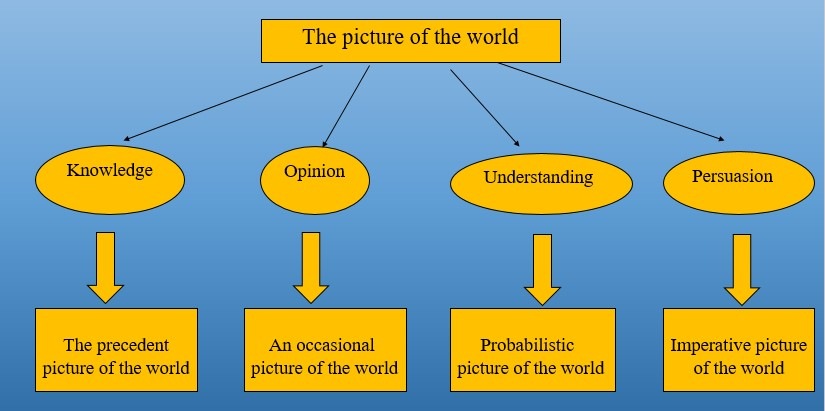 The picture of the world
Knowledge
Opinion
Understanding
Persuasion
The precedent
picture of the world
An occasional
picture of the world
Probabilistic
picture of the world
Imperative picture
of the world